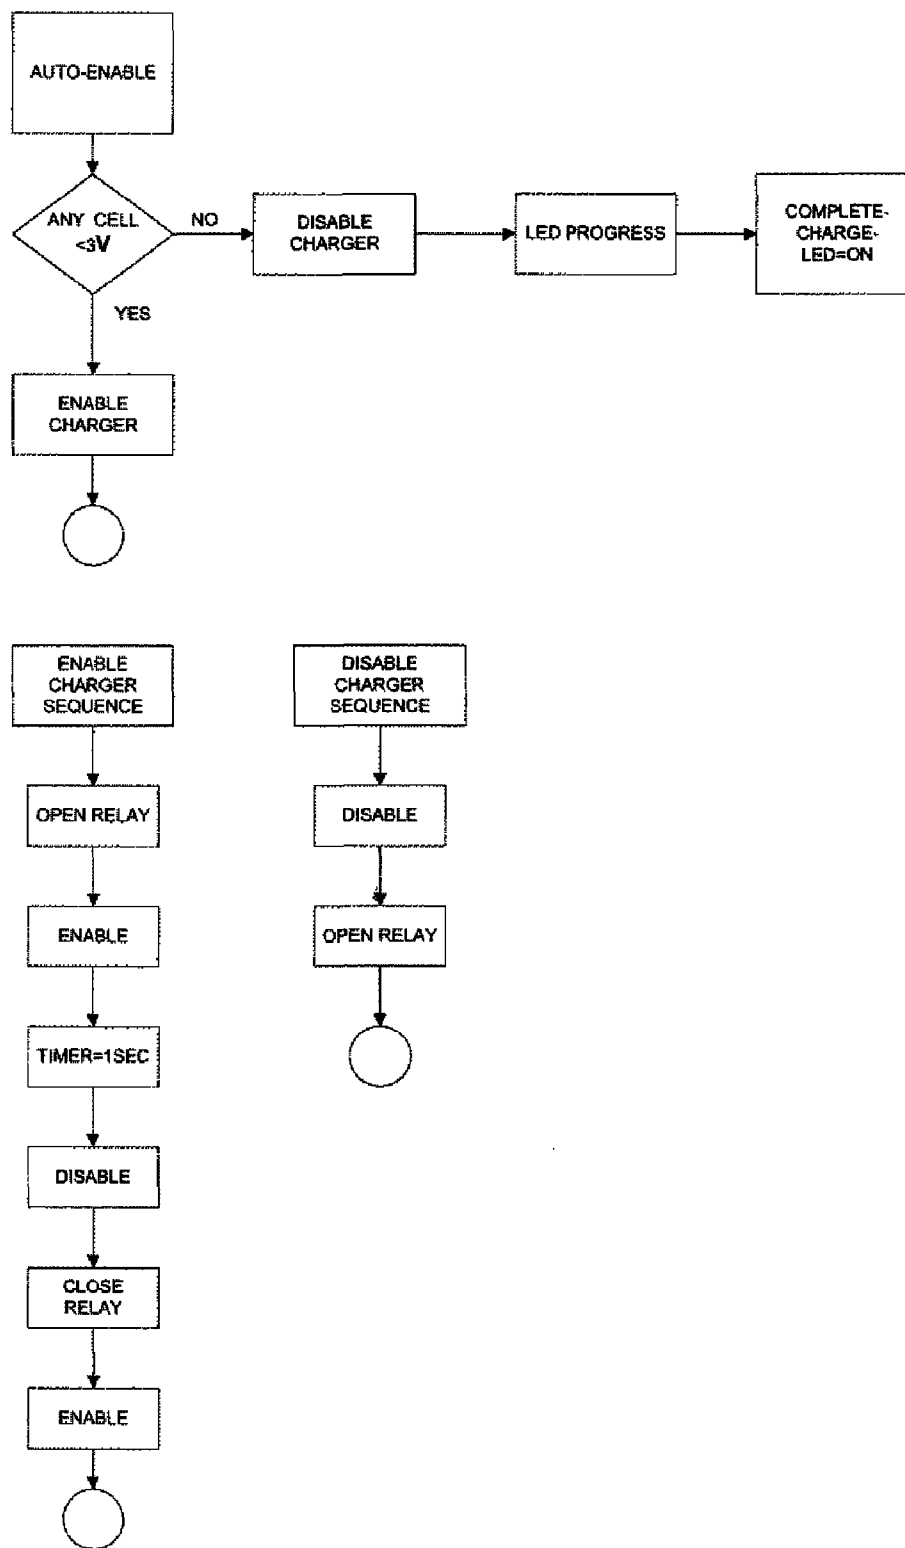 AUTO-ENABLE
ANY CELL
<3V
NO
DISABLE
CHARGER
LED PROGRESS
COMPLETE-
CHARGE-
LED=ON
YES
ENABLE
CHARGER
ENABLE
CHARGER
SEQUENCE
OPEN RELAY
ENABLE
TIMER=1SEC
DISABLE
CLOSE
RELAY
ENABLE
DISABLE
CHARGER
SEQUENCE
DISABLE
OPEN RELAY